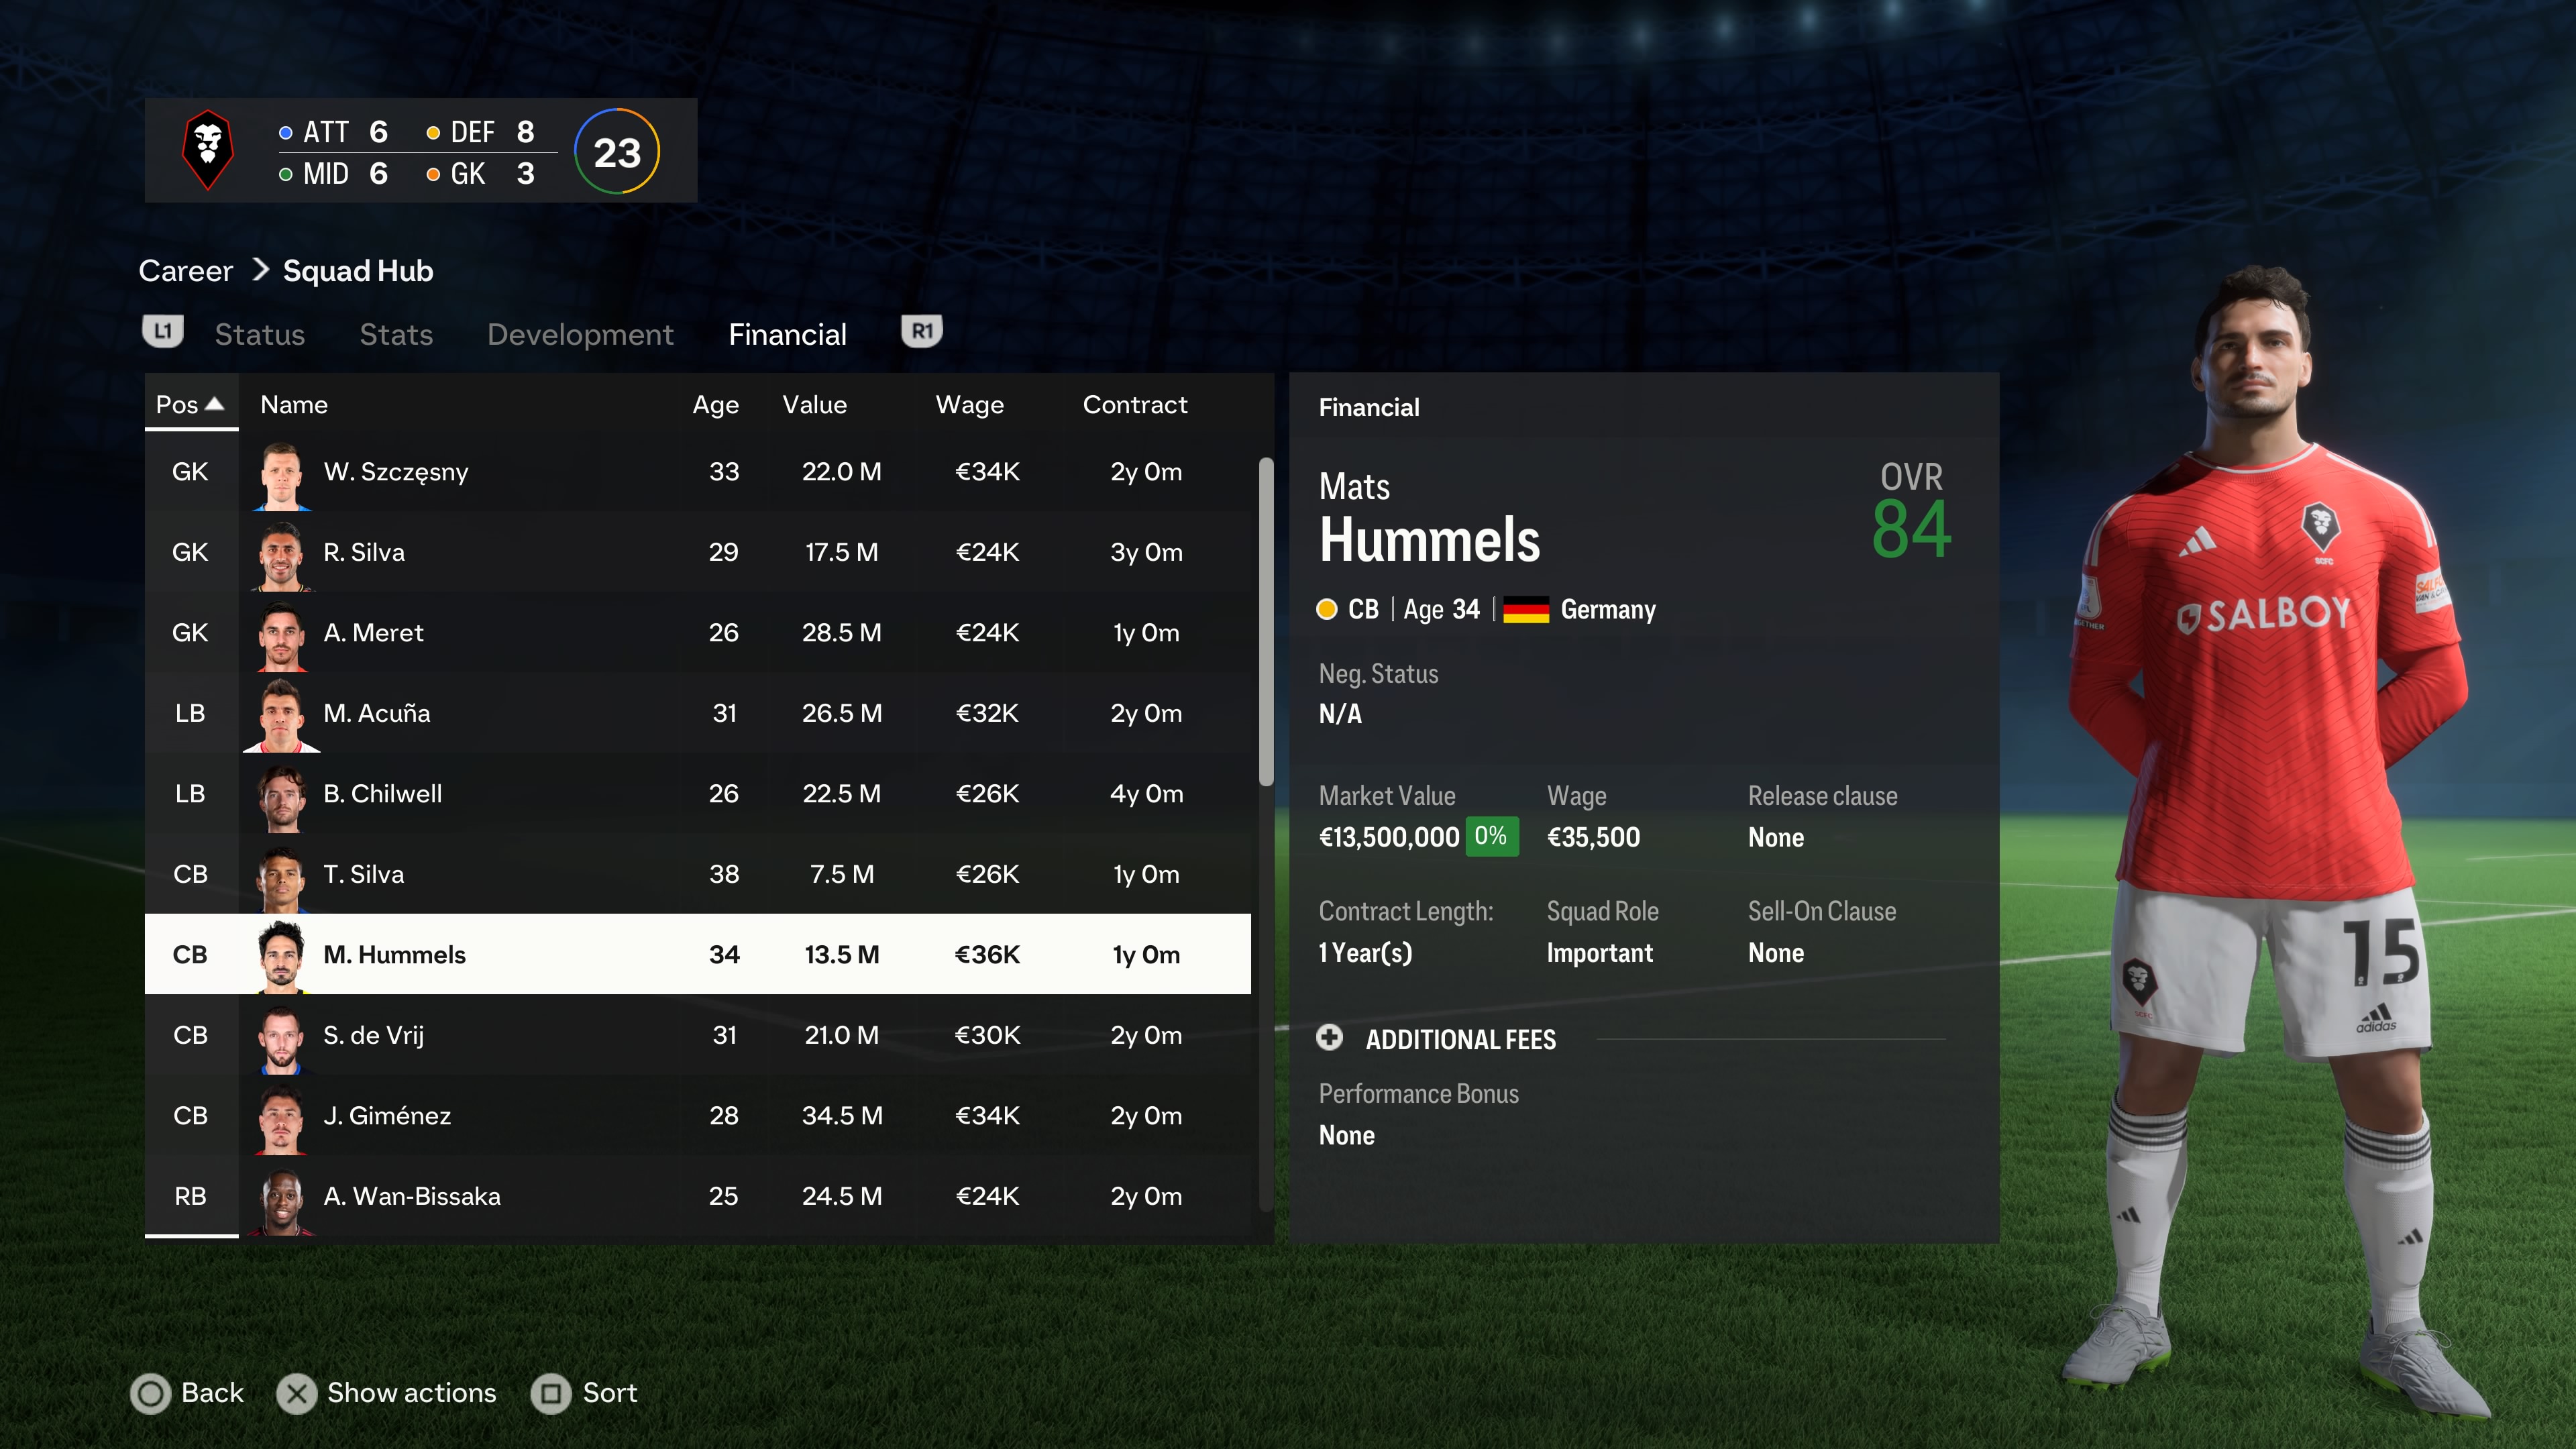 ATT 6 DEF 8
MID 6 GK 3
23
Career > Squad Hub
L1 Status Stats Development Financial R1
Pos Name Age Value Wage Contract
GK W. Szczęsny 33 22.0 M €34K 2y 0m
GK R. Silva 29 17.5 M €24K 3y 0m
GK A. Meret 26 28.5 M €24K 1y 0m
LB M. Acuña 31 26.5 M €32K 2y 0m
LB B. Chilwell 26 22.5 M €26K 4y 0m
CB T. Silva 38 7.5 M €26K 1y 0m
CB M. Hummels 34 13.5 M €36K 1y 0m
CB S. de Vrij 31 21.0 M €30K 2y 0m
CB J. Giménez 28 34.5 M €34K 2y 0m
RB A. Wan-Bissaka 25 24.5 M €24K 2y 0m
Financial
Mats
Hummels
OVR
84
CB | Age 34 | Germany
Neg. Status
N/A
Market Value Wage Release clause
€13,500,000 0% €35,500 None
Contract Length: Squad Role Sell-On Clause
1 Year(s) Important None
ADDITIONAL FEES
Performance Bonus
None
SCFC
SALBOY
15
adidas
Back Show actions Sort